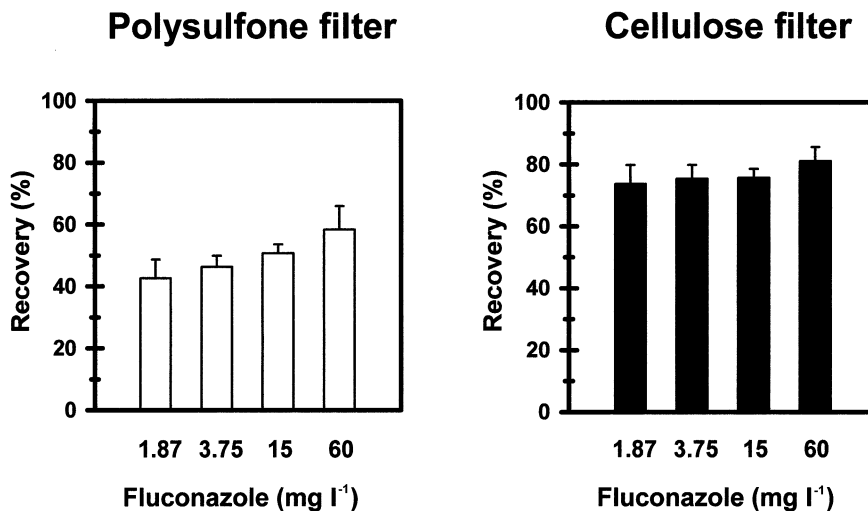 Polysulfone filter
100
80
60
40
20
0
Recovery (%)
1.87 3.75 15 60
Fluconazole (mg l⁻¹)
Cellulose filter
100
80
60
40
20
0
Recovery (%)
1.87 3.75 15 60
Fluconazole (mg l⁻¹)